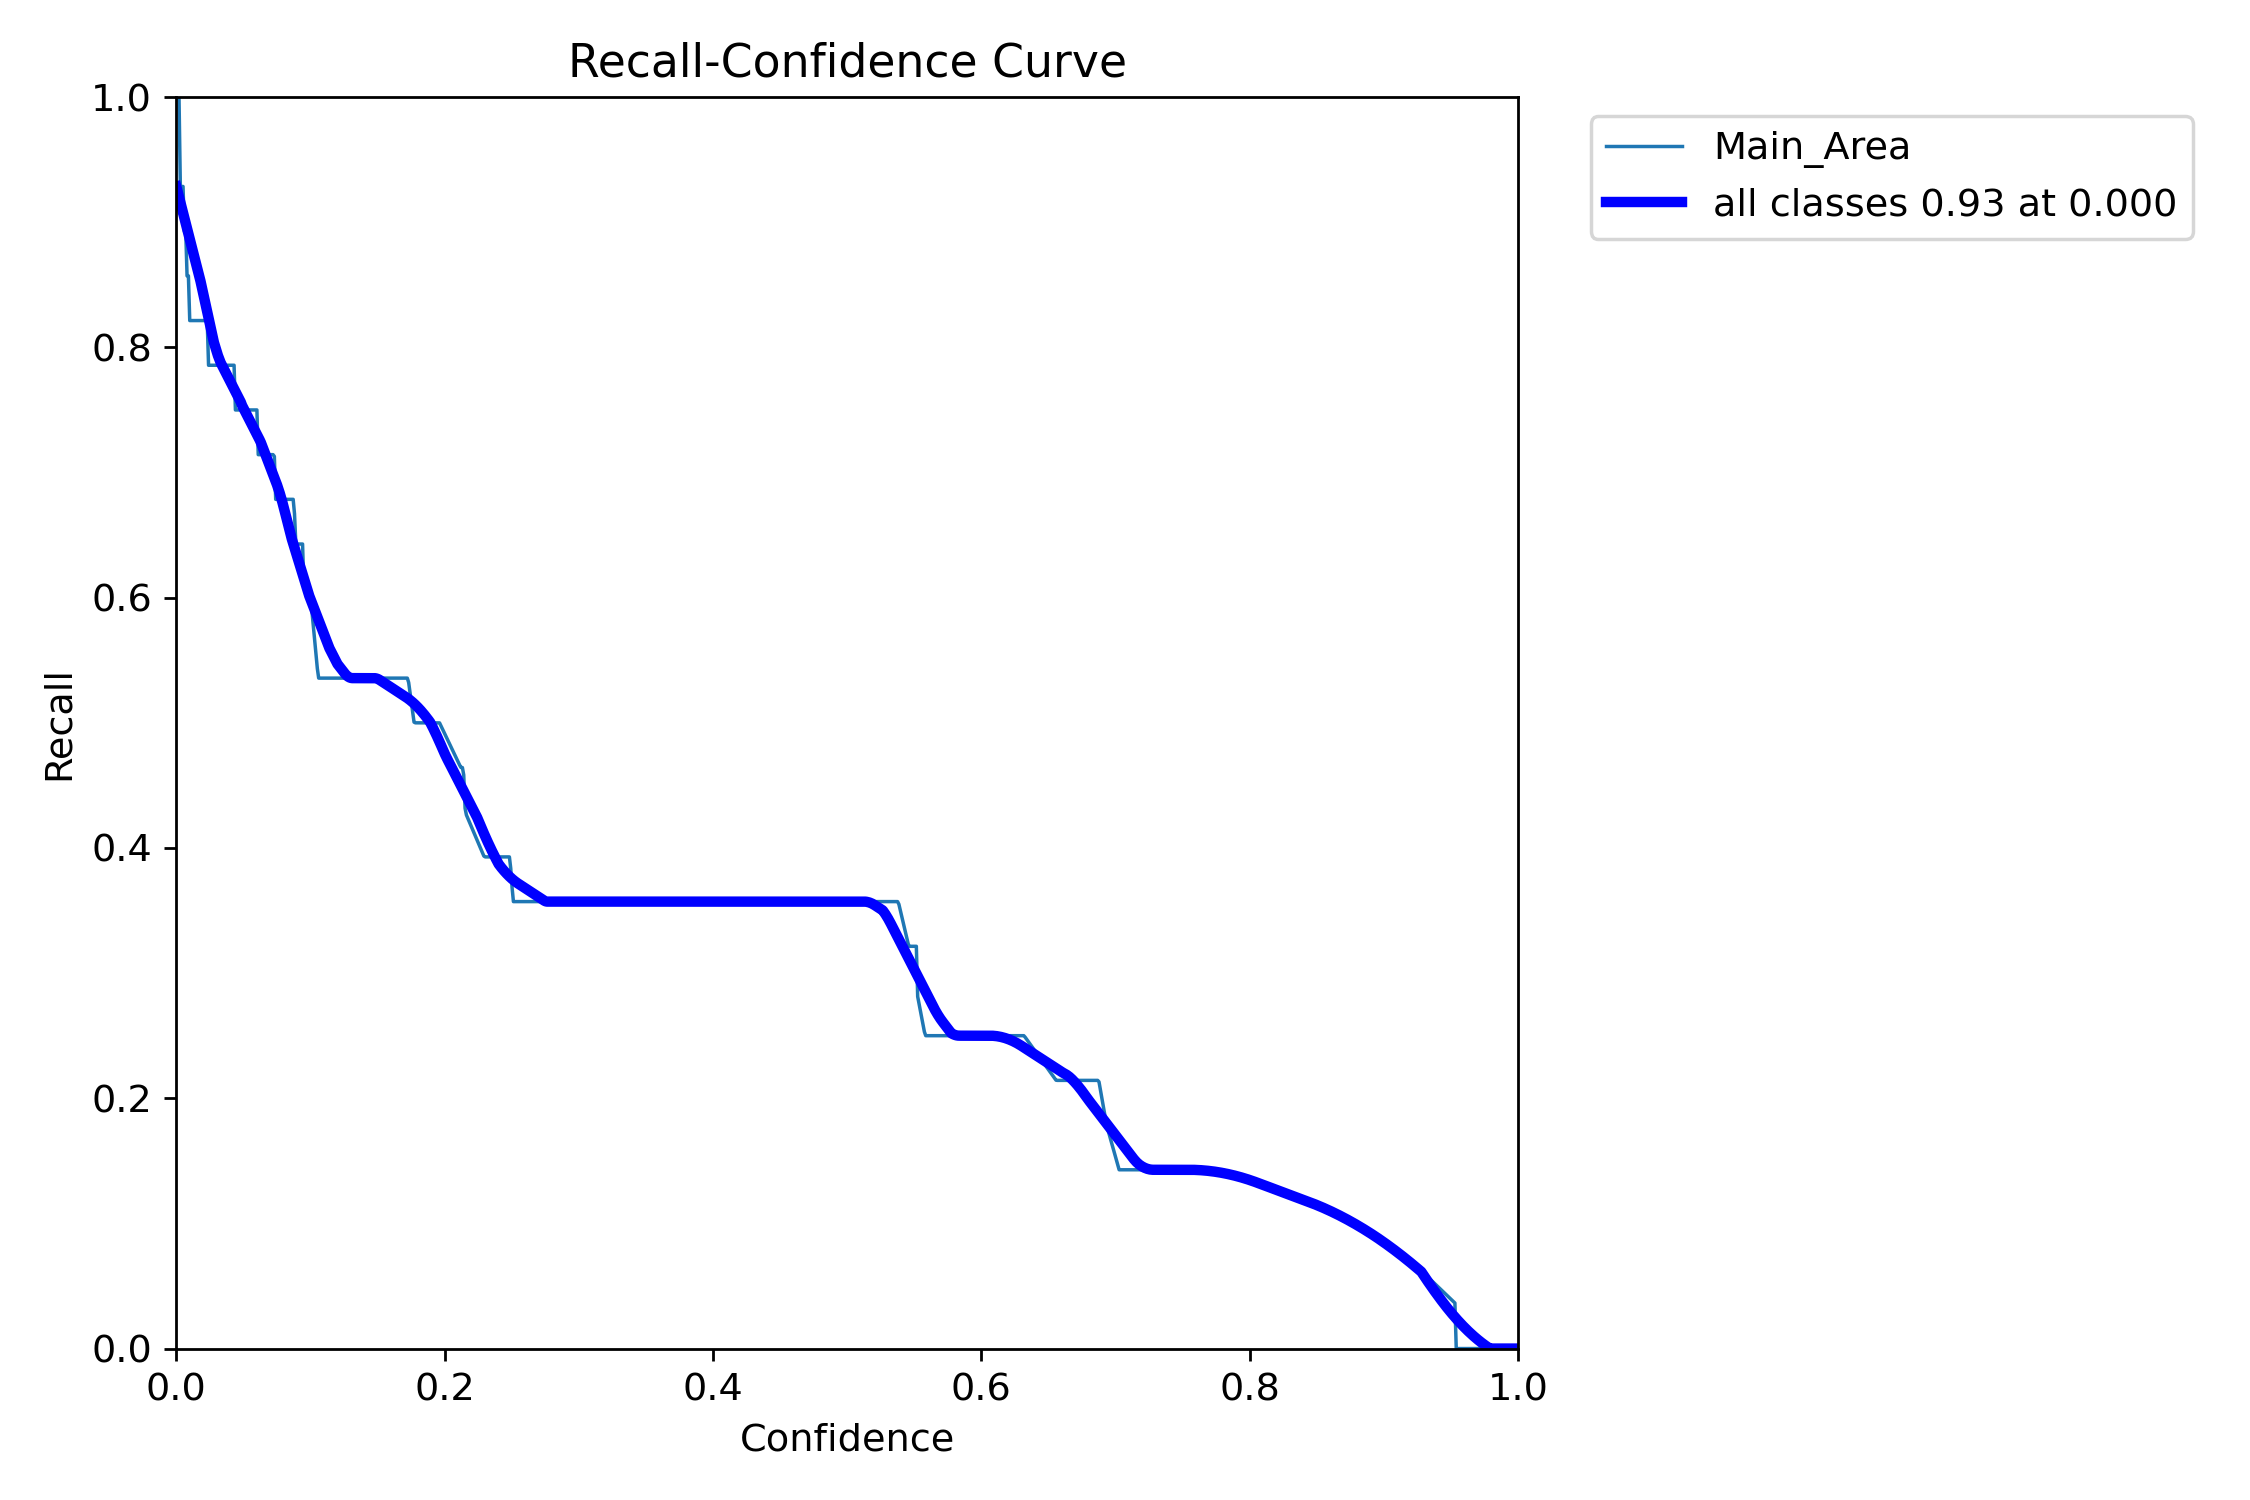 Recall-Confidence Curve
1.0
0.8
0.6
0.4
0.2
0.0
Recall
0.0 0.2 0.4 0.6 0.8 1.0
Confidence
Main_Area
all classes 0.93 at 0.000